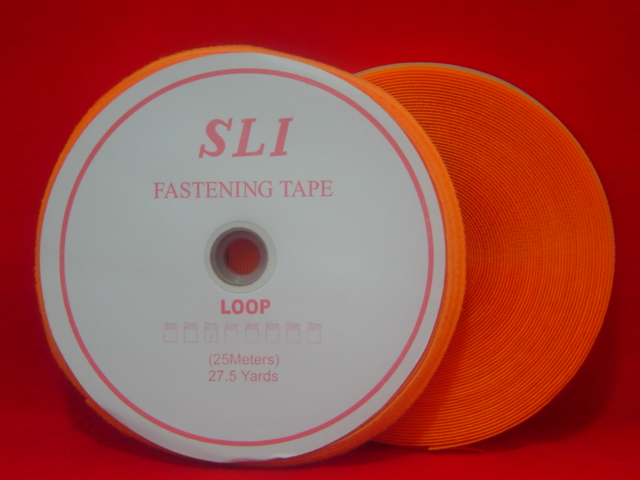 SLI
FASTENING TAPE
LOOP
(25Meters)
27.5 Yards